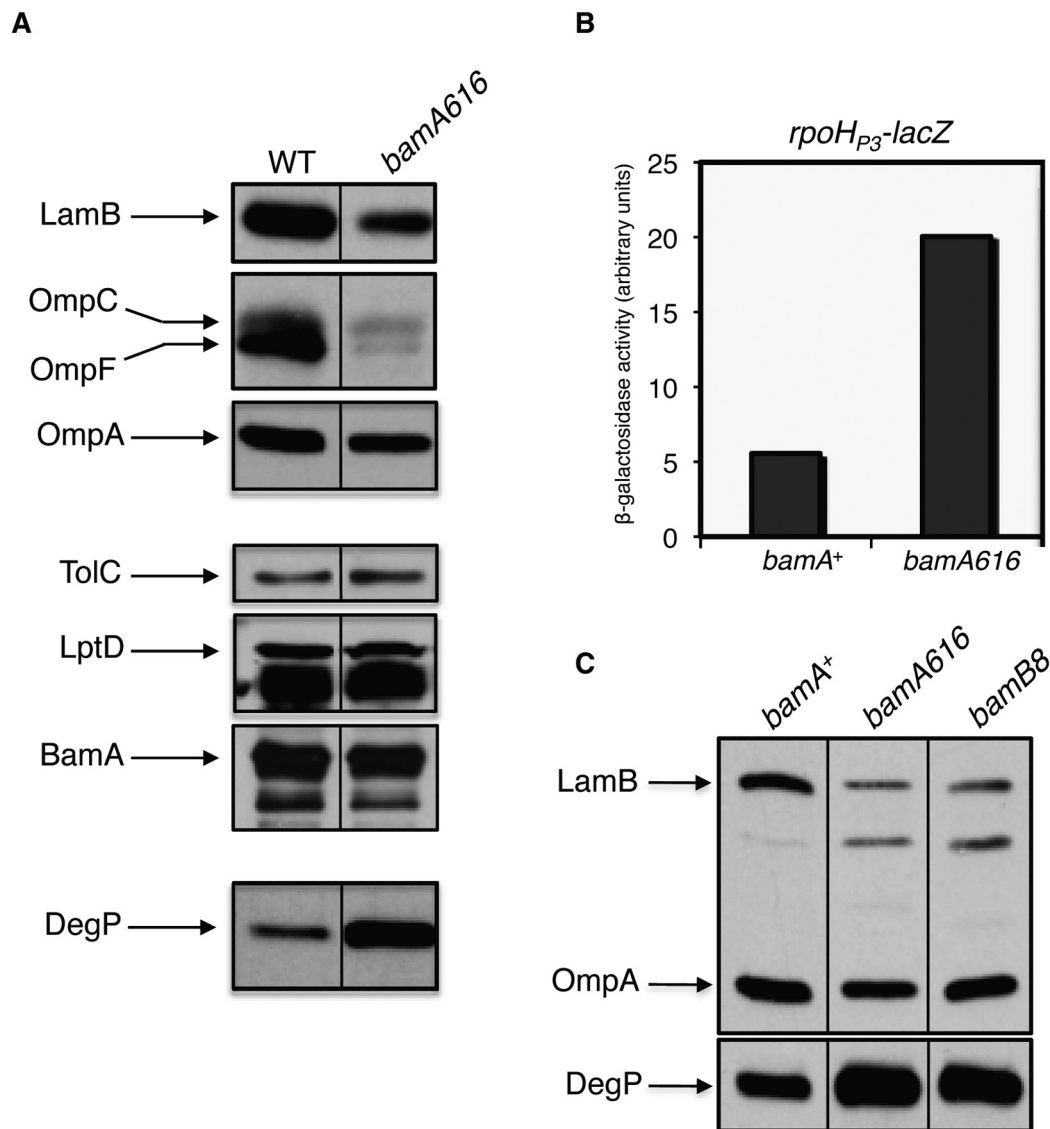 A
WT
bamA616
LamB
OmpC
OmpF
OmpA
TolC
LptD
BamA
DegP
B
rpoHP3-lacZ
β-galactosidase activity (arbitrary units)
25
20
15
10
5
0
bamA+
bamA616
C
bamA+
bamA616
bamB8
LamB
OmpA
DegP